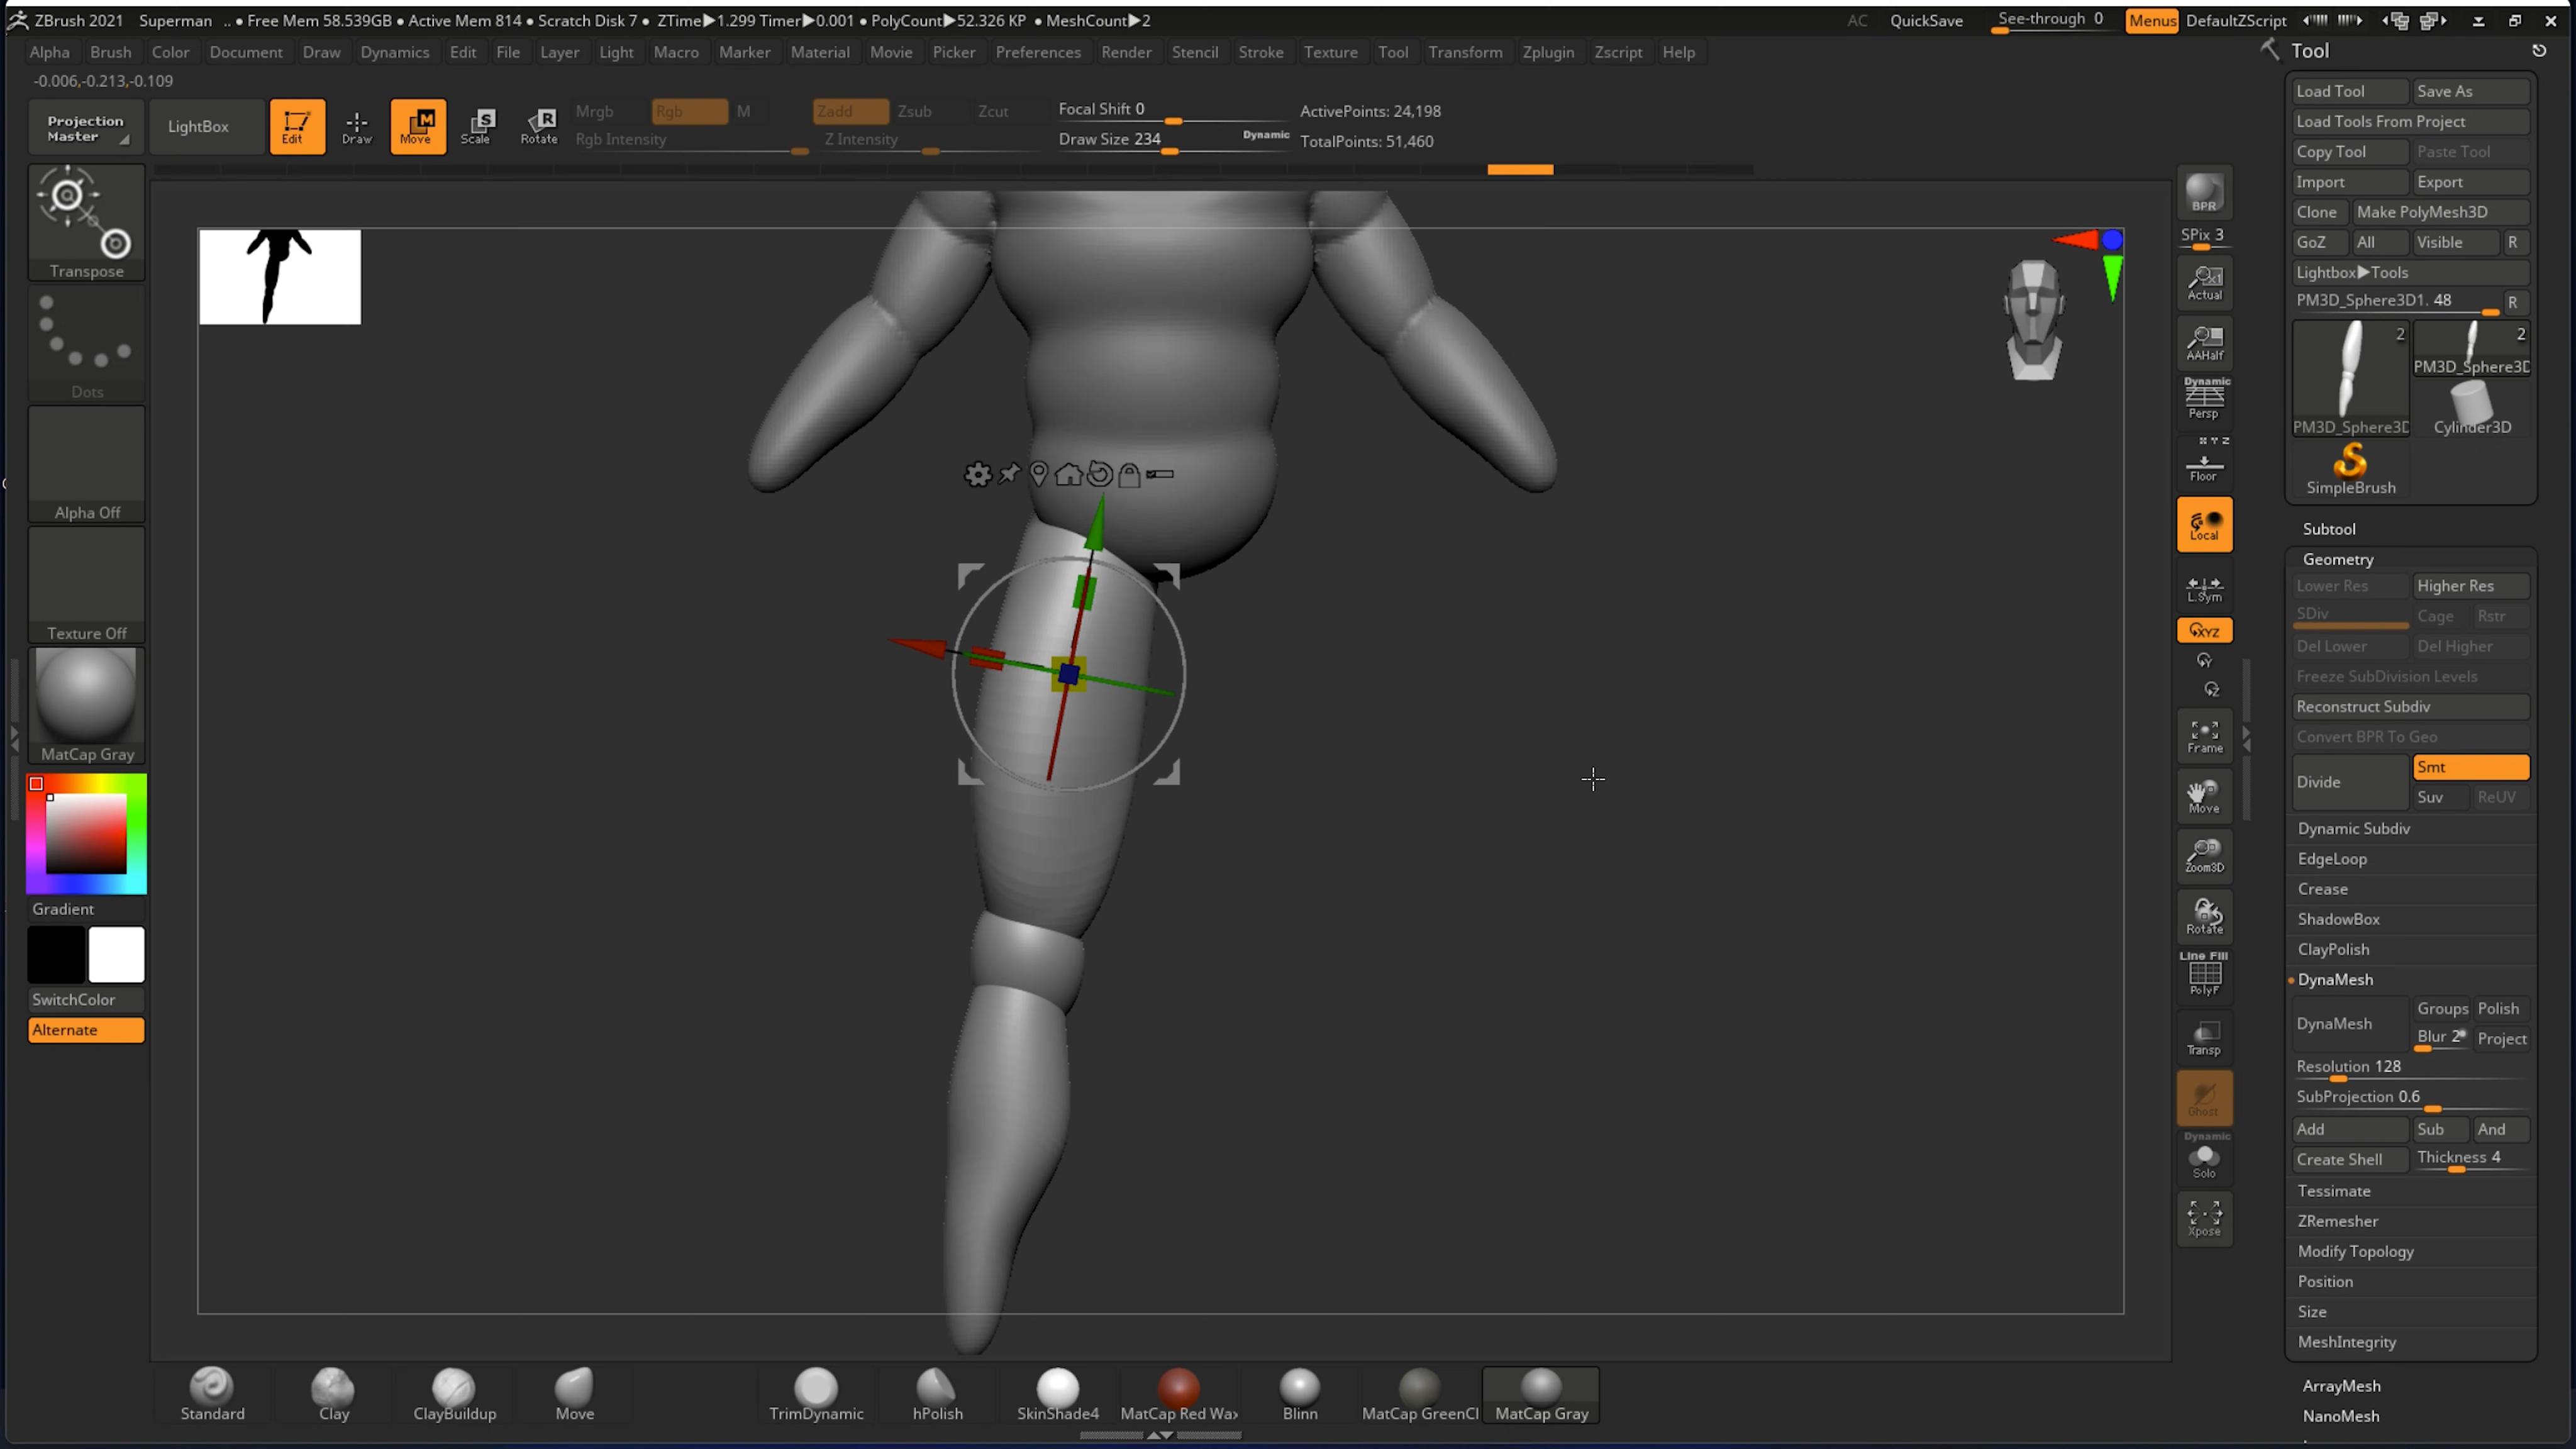 ZBrush 2021 Superman .. • Free Mem 58.539GB • Active Mem 814 • Scratch Disk 7 • ZTime▶1.299 Timer▶0.001 • PolyCount▶52.326 KP • MeshCount▶2 AC QuickSave See-through 0 Menus DefaultZScript
Alpha Brush Color Document Draw Dynamics Edit File Layer Light Macro Marker Material Movie Picker Preferences Render Stencil Stroke Texture Tool Transform Zplugin Zscript Help
-0.006,-0.213,-0.109
Projection Master
LightBox
Edit
Draw
M
Move
S
Scale
R
Rotate
Mrgb Rgb M
Rgb Intensity
Zadd Zsub Zcut
Z Intensity
Focal Shift 0
Draw Size 234 Dynamic
ActivePoints: 24,198
TotalPoints: 51,460
Transpose
Dots
Alpha Off
Texture Off
MatCap Gray
Gradient
SwitchColor
Alternate
BPR
SPix 3
x1
Actual
AAHalf
Dynamic
Persp
X Y Z
Floor
Local
L.Sym
XYZ
Y
Z
Frame
Move
Zoom3D
Rotate
Line Fill
PolyF
Transp
Ghost
Dynamic
Solo
Xpose
Tool
Load Tool Save As
Load Tools From Project
Copy Tool Paste Tool
Import Export
Clone Make PolyMesh3D
GoZ All Visible R
Lightbox▶Tools
PM3D_Sphere3D1. 48 R
2 2
PM3D_Sphere3D
PM3D_Sphere3D Cylinder3D
SimpleBrush
Subtool
Geometry
Lower Res Higher Res
SDiv Cage Rstr
Del Lower Del Higher
Freeze SubDivision Levels
Reconstruct Subdiv
Convert BPR To Geo
Divide Smt
Suv ReUV
Dynamic Subdiv
EdgeLoop
Crease
ShadowBox
ClayPolish
DynaMesh
DynaMesh Groups Polish
Blur 2 Project
Resolution 128
SubProjection 0.6
Add Sub And
Create Shell Thickness 4
Tessimate
ZRemesher
Modify Topology
Position
Size
MeshIntegrity
ArrayMesh
NanoMesh
Standard Clay ClayBuildup Move TrimDynamic hPolish SkinShade4 MatCap Red Wax Blinn MatCap GreenCl MatCap Gray